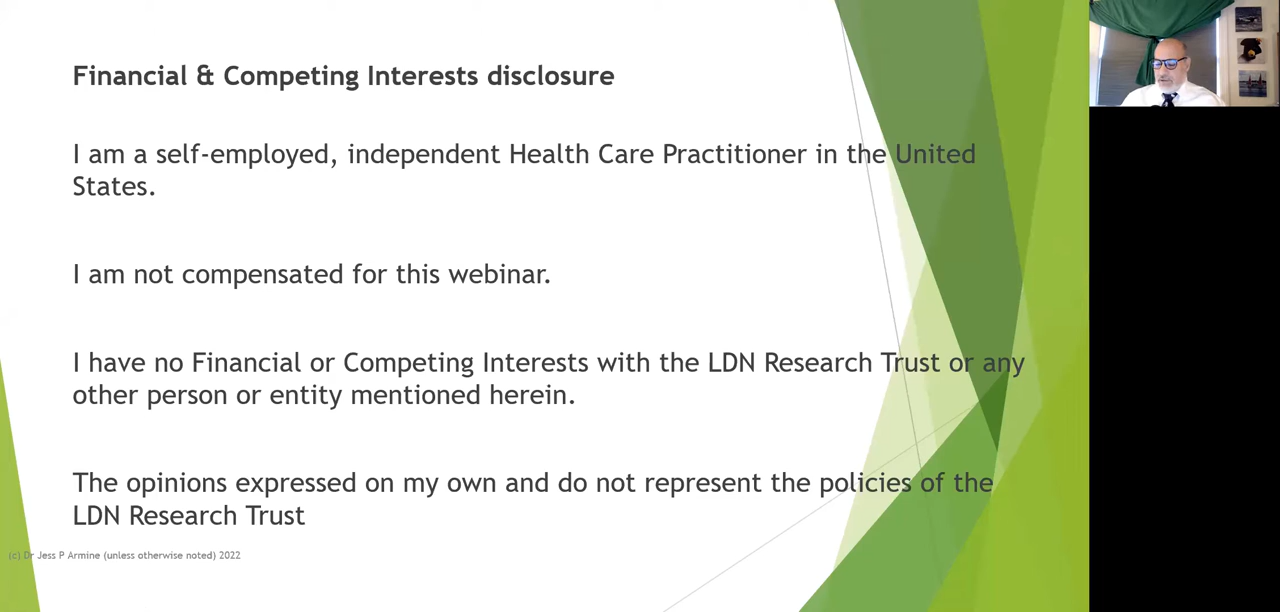 Financial & Competing Interests disclosure
I am a self-employed, independent Health Care Practitioner in the United
States.
I am not compensated for this webinar.
I have no Financial or Competing Interests with the LDN Research Trust or any
other person or entity mentioned herein.
The opinions expressed on my own and do not represent the policies of the
LDN Research Trust
(c) Dr Jess P Armine (unless otherwise noted) 2022